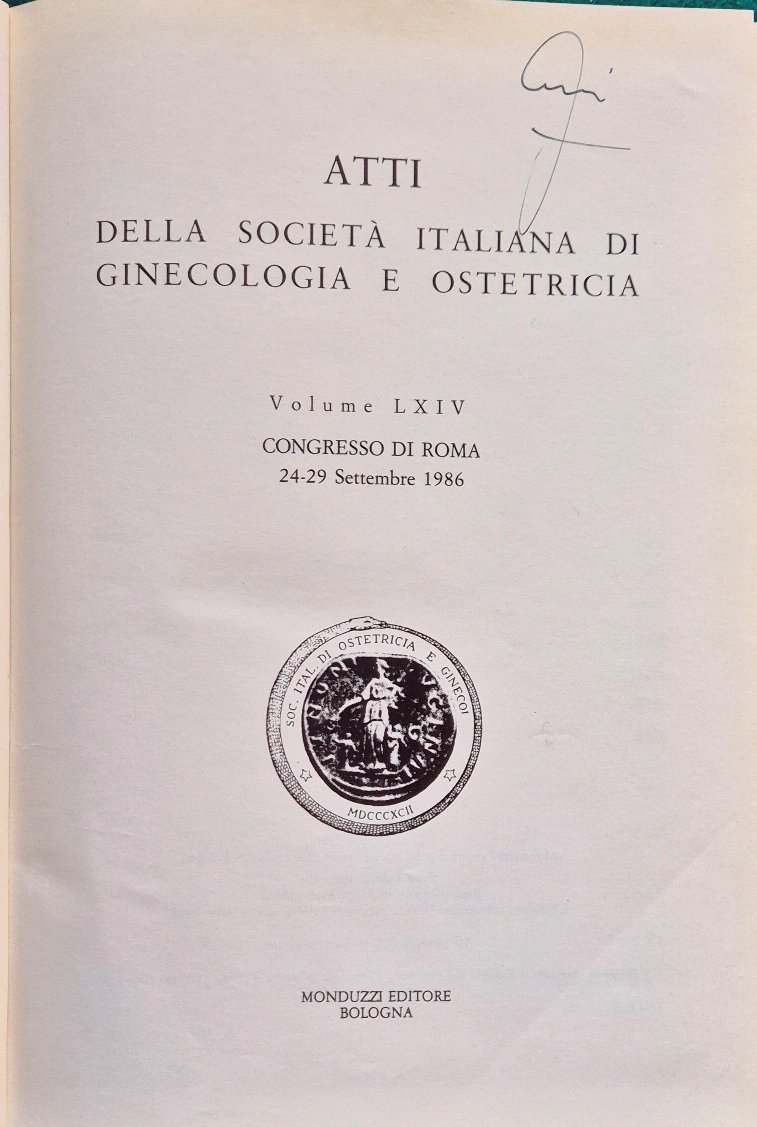 ATTI
DELLA SOCIETÀ ITALIANA DI
GINECOLOGIA E OSTETRICIA
Volume LXIV
CONGRESSO DI ROMA
24-29 Settembre 1986
SOC. ITAL. DI OSTETRICIA E GINECOL
MDCCCXCII
MONDUZZI EDITORE
BOLOGNA